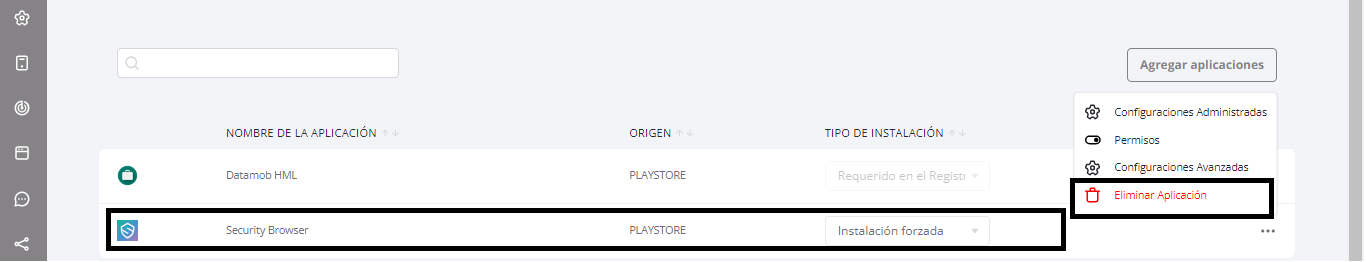 Agregar aplicaciones
Configuraciones Administradas
Permisos
Configuraciones Avanzadas
Eliminar Aplicación
NOMBRE DE LA APLICACIÓN ORIGEN TIPO DE INSTALACIÓN
Datamob HML PLAYSTORE Requerido en el Regist
Security Browser PLAYSTORE Instalación forzada